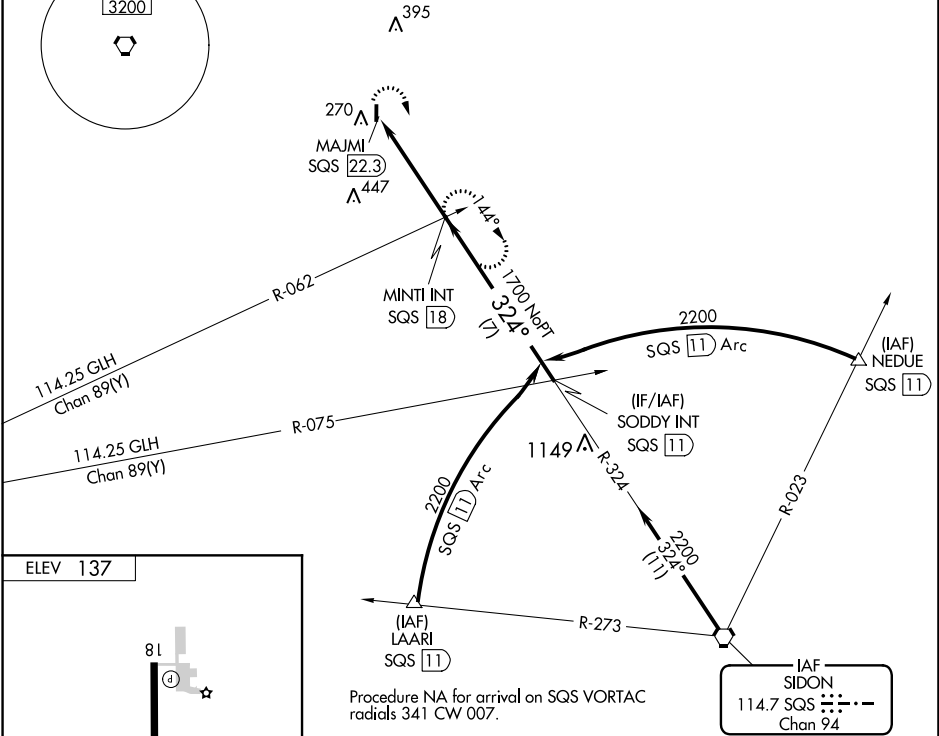 3200
395
270
MAJMI
SQS 22.3
447
144°
R-062
MINTI INT
SQS 18
1700 NoPT
324°
(7)
2200
SQS 11 Arc
(IAF)
NEDUE
SQS 11
114.25 GLH
Chan 89(Y)
R-075
(IF/IAF)
SODDY INT
SQS 11
114.25 GLH
Chan 89(Y)
1149
R-324
R-023
2200
SQS 11 Arc
2200
324°
(11)
ELEV 137
(IAF)
LAARI
SQS 11
R-273
18
P
Procedure NA for arrival on SQS VORTAC
radials 341 CW 007.
IAF
SIDON
114.7 SQS
Chan 94